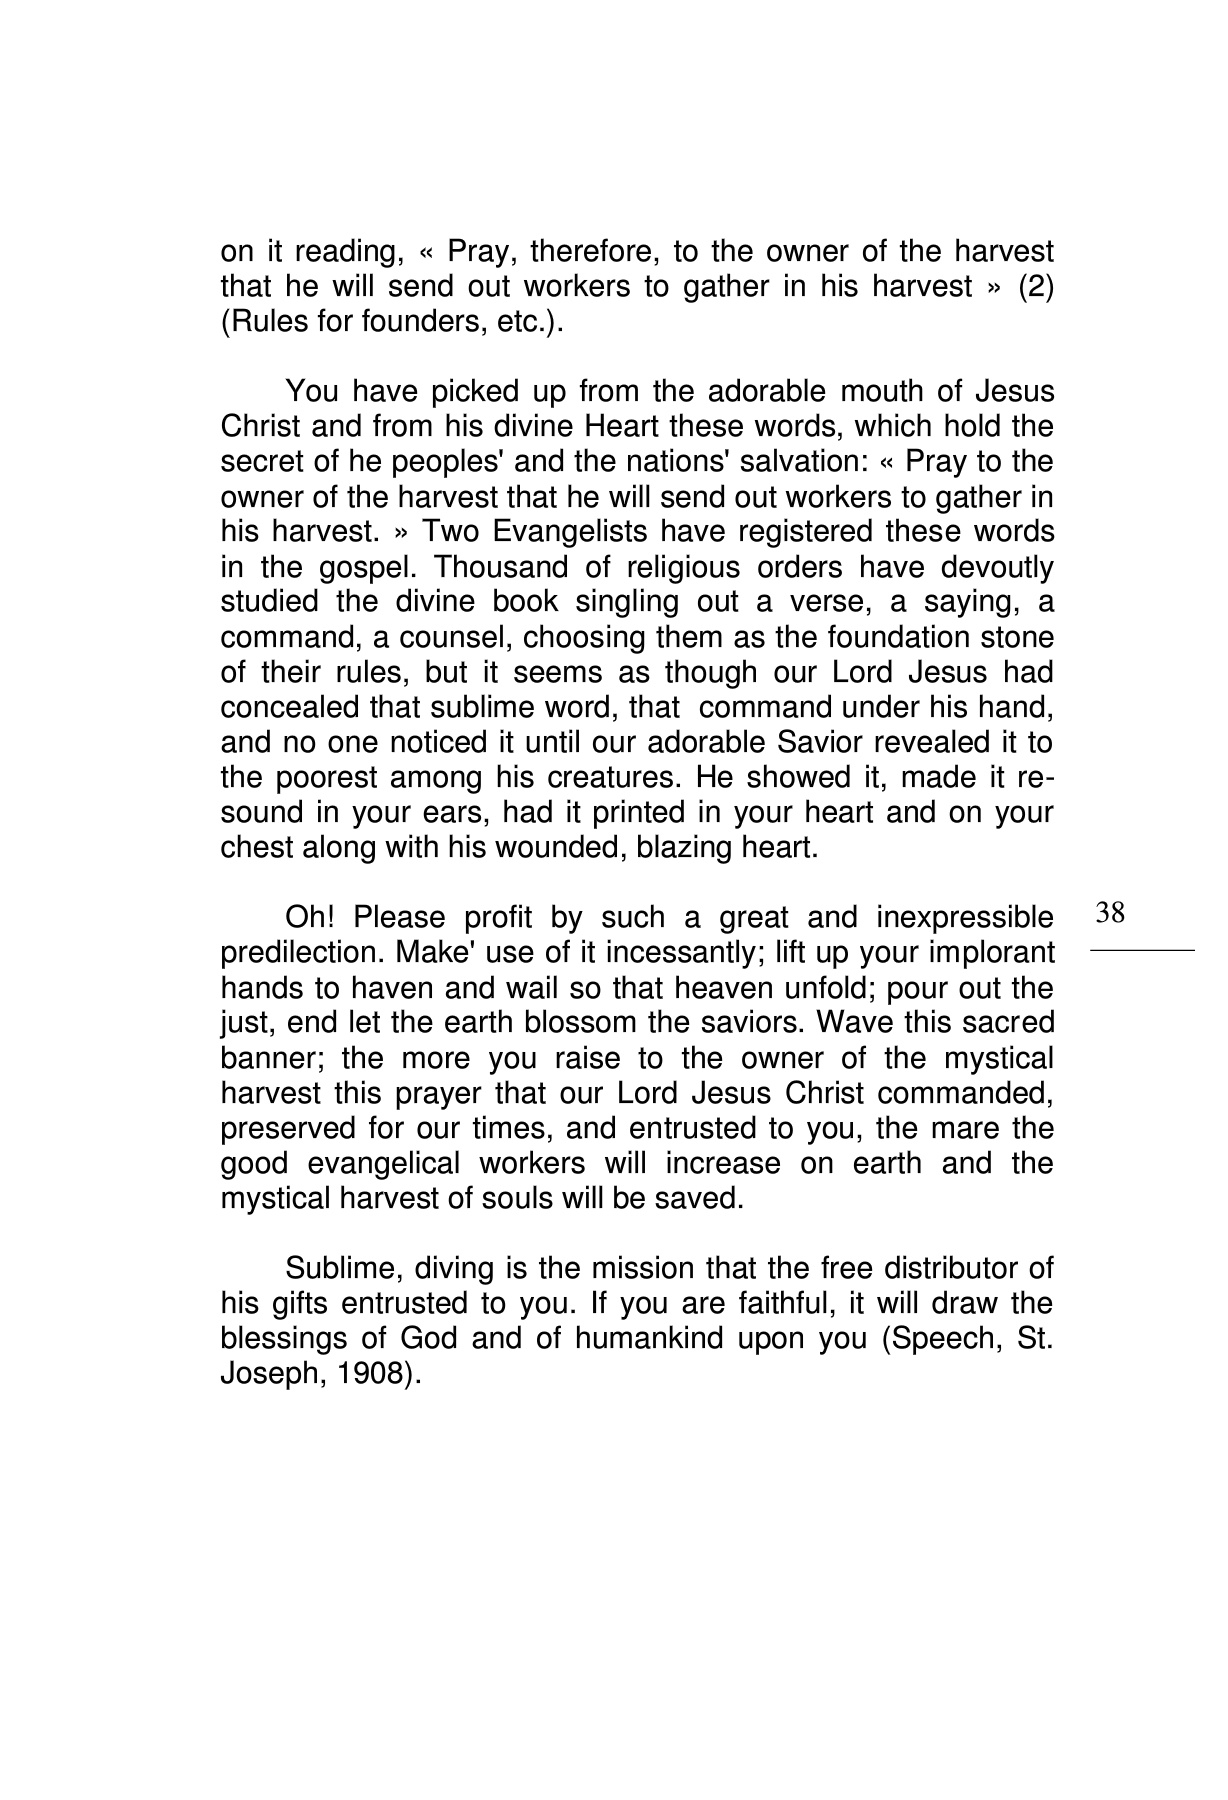 on it reading, « Pray, therefore, to the owner of the harvest
that he will send out workers to gather in his harvest » (2)
(Rules for founders, etc.).
You have picked up from the adorable mouth of Jesus
Christ and from his divine Heart these words, which hold the
secret of he peoples' and the nations' salvation: « Pray to the
owner of the harvest that he will send out workers to gather in
his harvest. » Two Evangelists have registered these words
in the gospel. Thousand of religious orders have devoutly
studied the divine book singling out a verse, a saying, a
command, a counsel, choosing them as the foundation stone
of their rules, but it seems as though our Lord Jesus had
concealed that sublime word, that command under his hand,
and no one noticed it until our adorable Savior revealed it to
the poorest among his creatures. He showed it, made it re-
sound in your ears, had it printed in your heart and on your
chest along with his wounded, blazing heart.
Oh! Please profit by such a great and inexpressible
predilection. Make' use of it incessantly; lift up your implorant
hands to haven and wail so that heaven unfold; pour out the
just, end let the earth blossom the saviors. Wave this sacred
banner; the more you raise to the owner of the mystical
harvest this prayer that our Lord Jesus Christ commanded,
preserved for our times, and entrusted to you, the mare the
good evangelical workers will increase on earth and the
mystical harvest of souls will be saved.
Sublime, diving is the mission that the free distributor of
his gifts entrusted to you. If you are faithful, it will draw the
blessings of God and of humankind upon you (Speech, St.
Joseph, 1908).
38